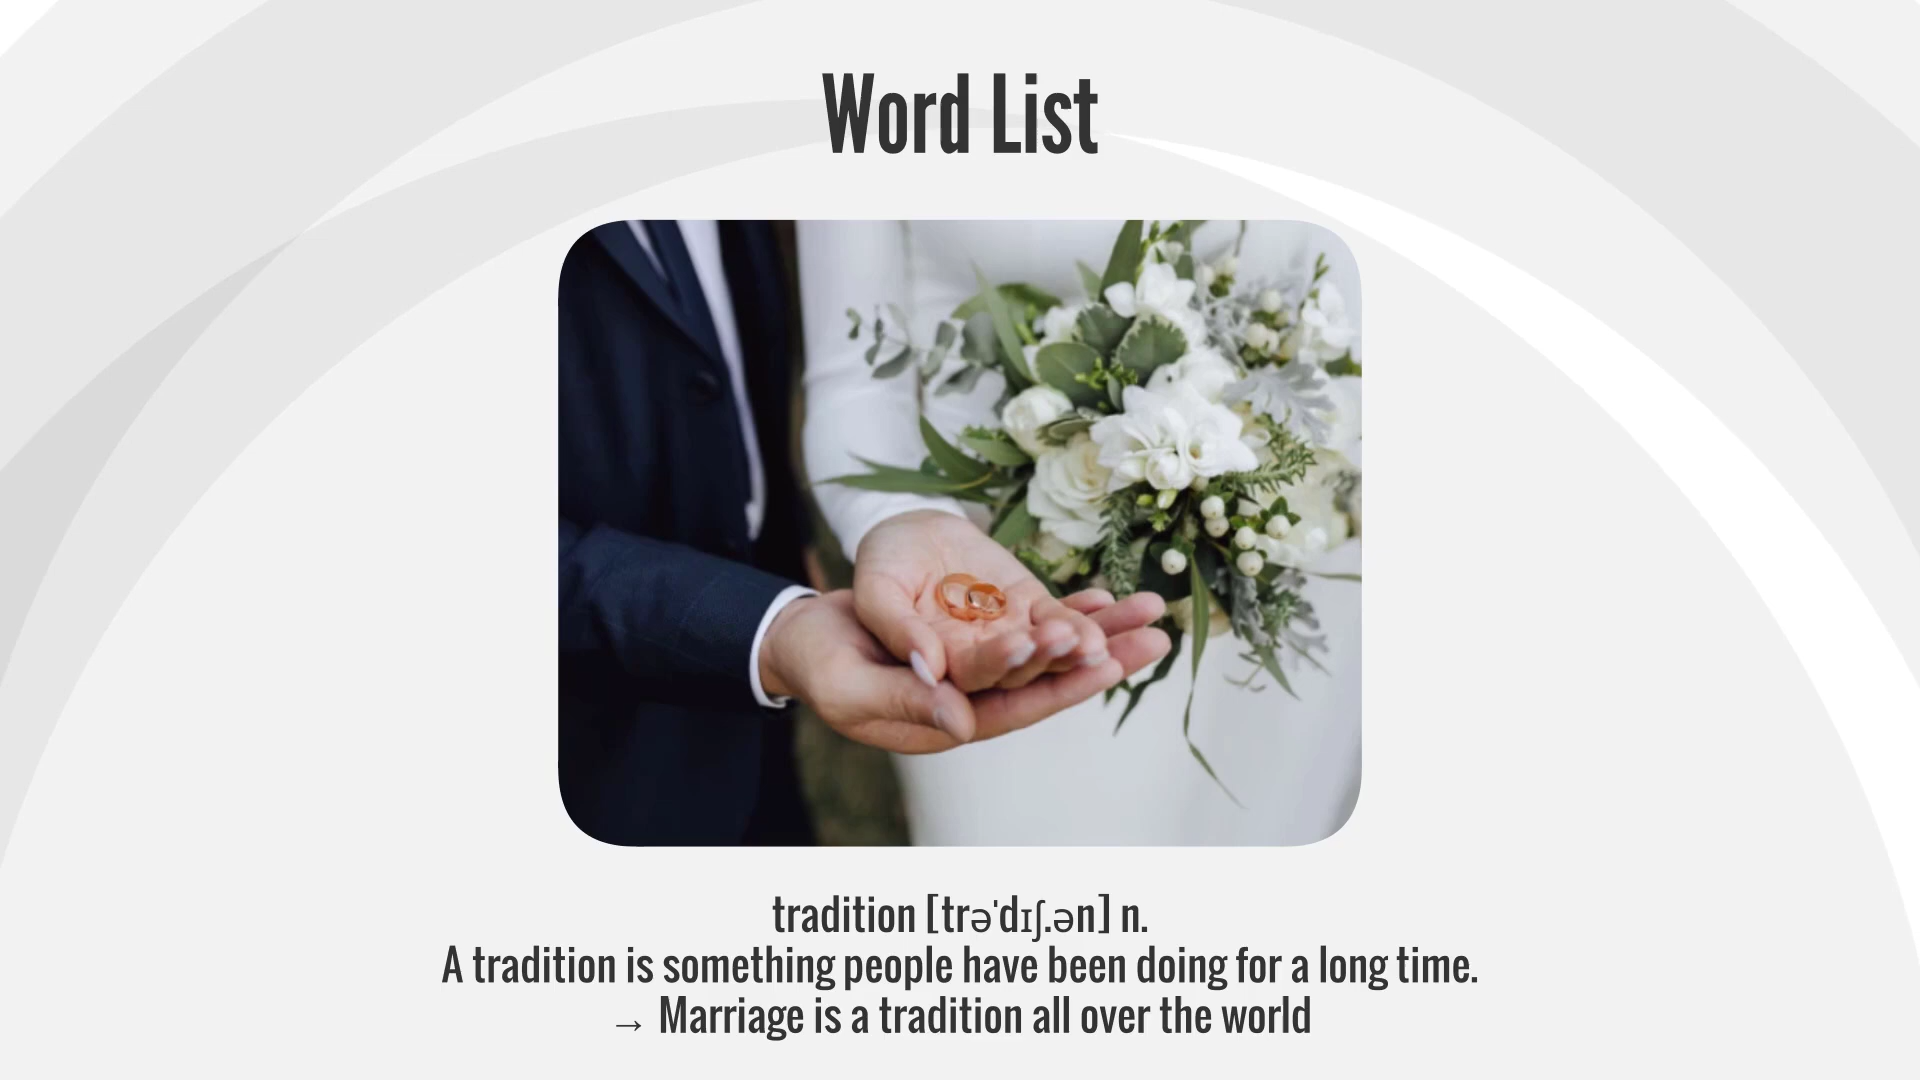 Word List
tradition [trəˈdɪʃ.ən] n.
A tradition is something people have been doing for a long time.
→ Marriage is a tradition all over the world